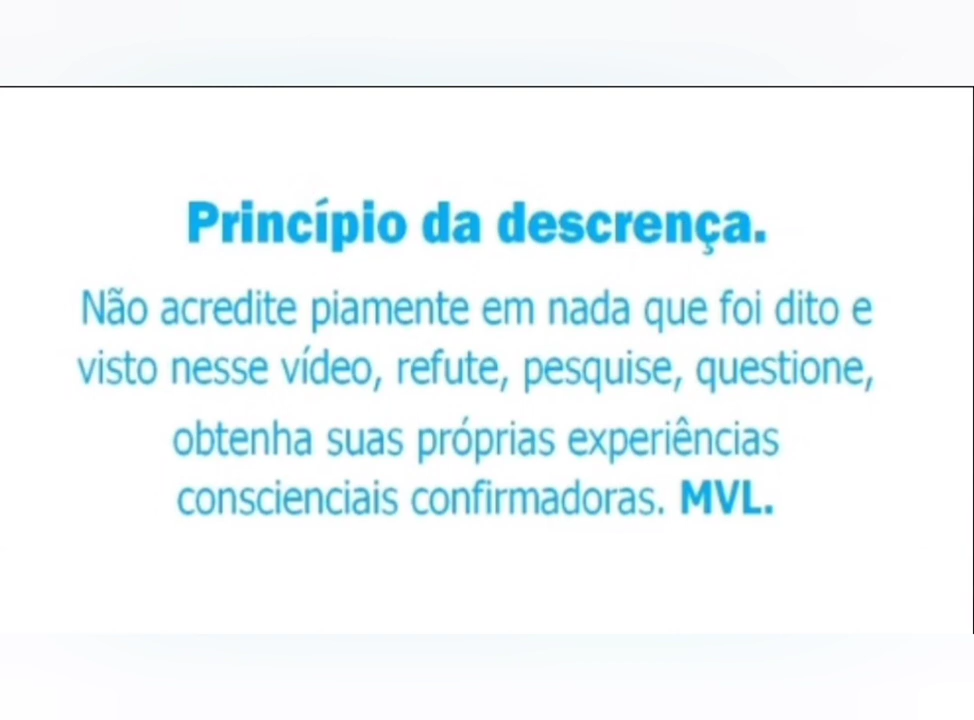 Princípio da descrença.
Não acredite piamente em nada que foi dito e
visto nesse vídeo, refute, pesquise, questione,
obtenha suas próprias experiências
conscienciais confirmadoras. MVL.